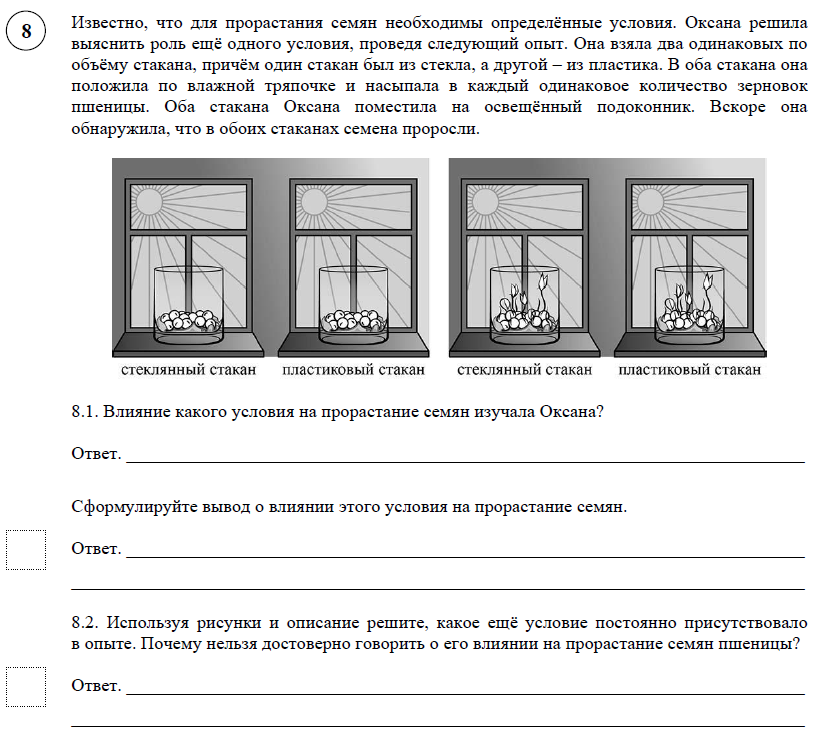 8
Известно, что для прорастания семян необходимы определённые условия. Оксана решила
выяснить роль ещё одного условия, проведя следующий опыт. Она взяла два одинаковых по
объёму стакана, причём один стакан был из стекла, а другой – из пластика. В оба стакана она
положила по влажной тряпочке и насыпала в каждый одинаковое количество зерновок
пшеницы. Оба стакана Оксана поместила на освещённый подоконник. Вскоре она
обнаружила, что в обоих стаканах семена проросли.
стеклянный стакан пластиковый стакан стеклянный стакан пластиковый стакан
8.1. Влияние какого условия на прорастание семян изучала Оксана?
Ответ.
Сформулируйте вывод о влиянии этого условия на прорастание семян.
Ответ.
8.2. Используя рисунки и описание решите, какое ещё условие постоянно присутствовало
в опыте. Почему нельзя достоверно говорить о его влиянии на прорастание семян пшеницы?
Ответ.